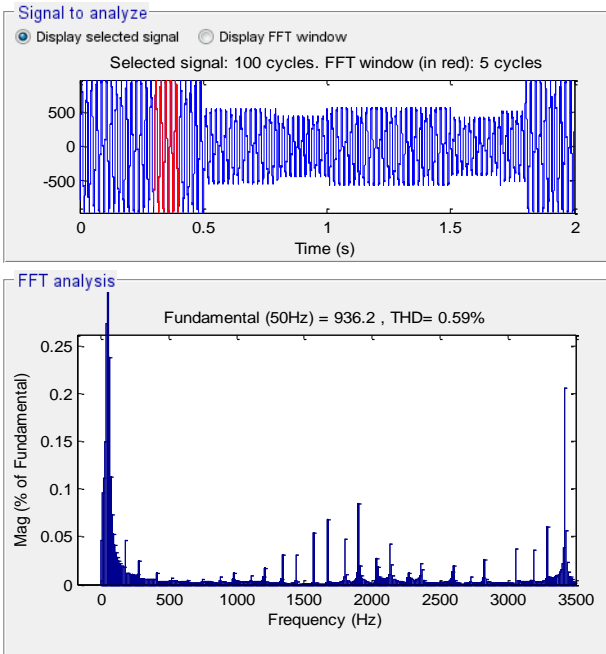 Signal to analyze
Display selected signal Display FFT window
Selected signal: 100 cycles. FFT window (in red): 5 cycles
500
0
-500
0 0.5 1 1.5 2
Time (s)
FFT analysis
Fundamental (50Hz) = 936.2 , THD= 0.59%
0.25
0.2
0.15
0.1
0.05
0
Mag (% of Fundamental)
0 500 1000 1500 2000 2500 3000 3500
Frequency (Hz)